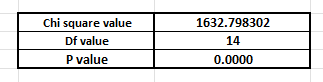 Chi square value 1632.798302
Df value 14
P value 0.0000